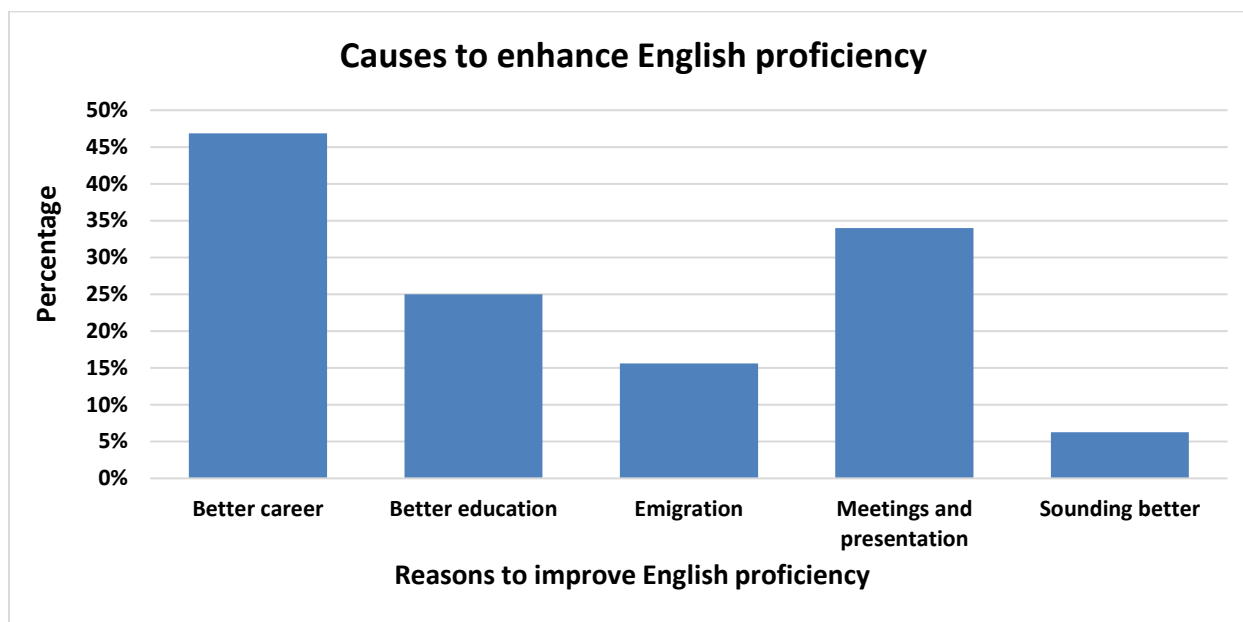 Causes to enhance English proficiency
Percentage
50%
45%
40%
35%
30%
25%
20%
15%
10%
5%
0%
Better career
Better education
Emigration
Meetings and
presentation
Sounding better
Reasons to improve English proficiency